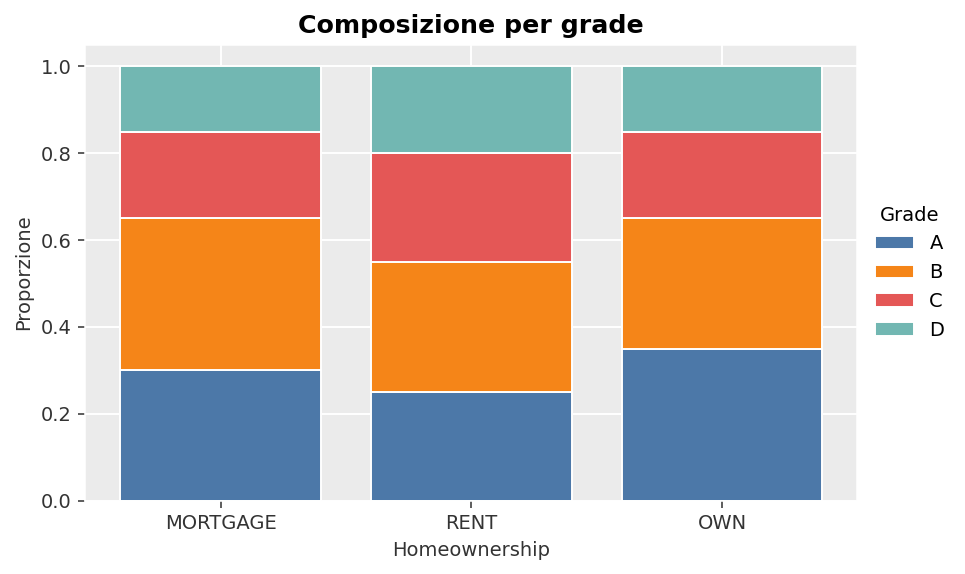 Composizione per grade
Proporzione
1.0
0.8
0.6
0.4
0.2
0.0
MORTGAGE
RENT
OWN
Homeownership
Grade
A
B
C
D